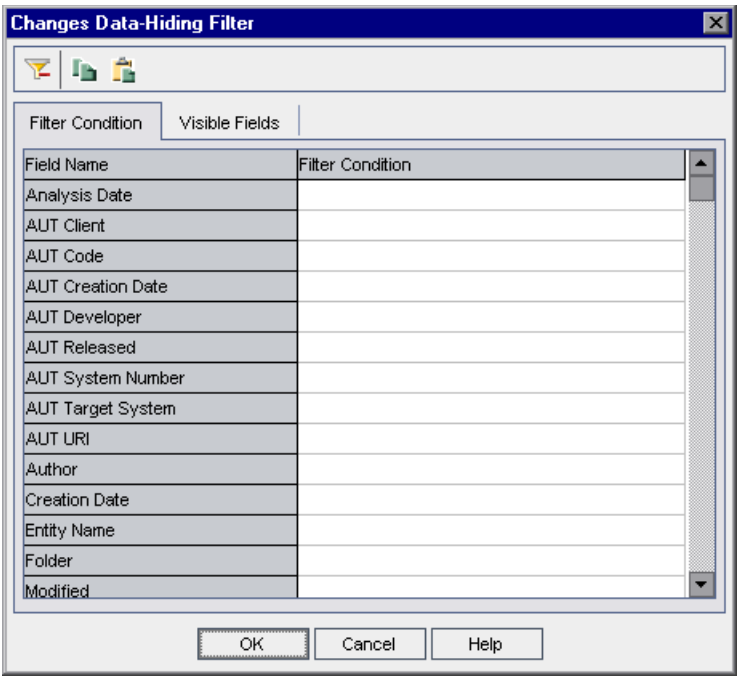 Changes Data-Hiding Filter
Filter Condition Visible Fields
Field Name Filter Condition
Analysis Date
AUT Client
AUT Code
AUT Creation Date
AUT Developer
AUT Released
AUT System Number
AUT Target System
AUT URI
Author
Creation Date
Entity Name
Folder
Modified
OK Cancel Help